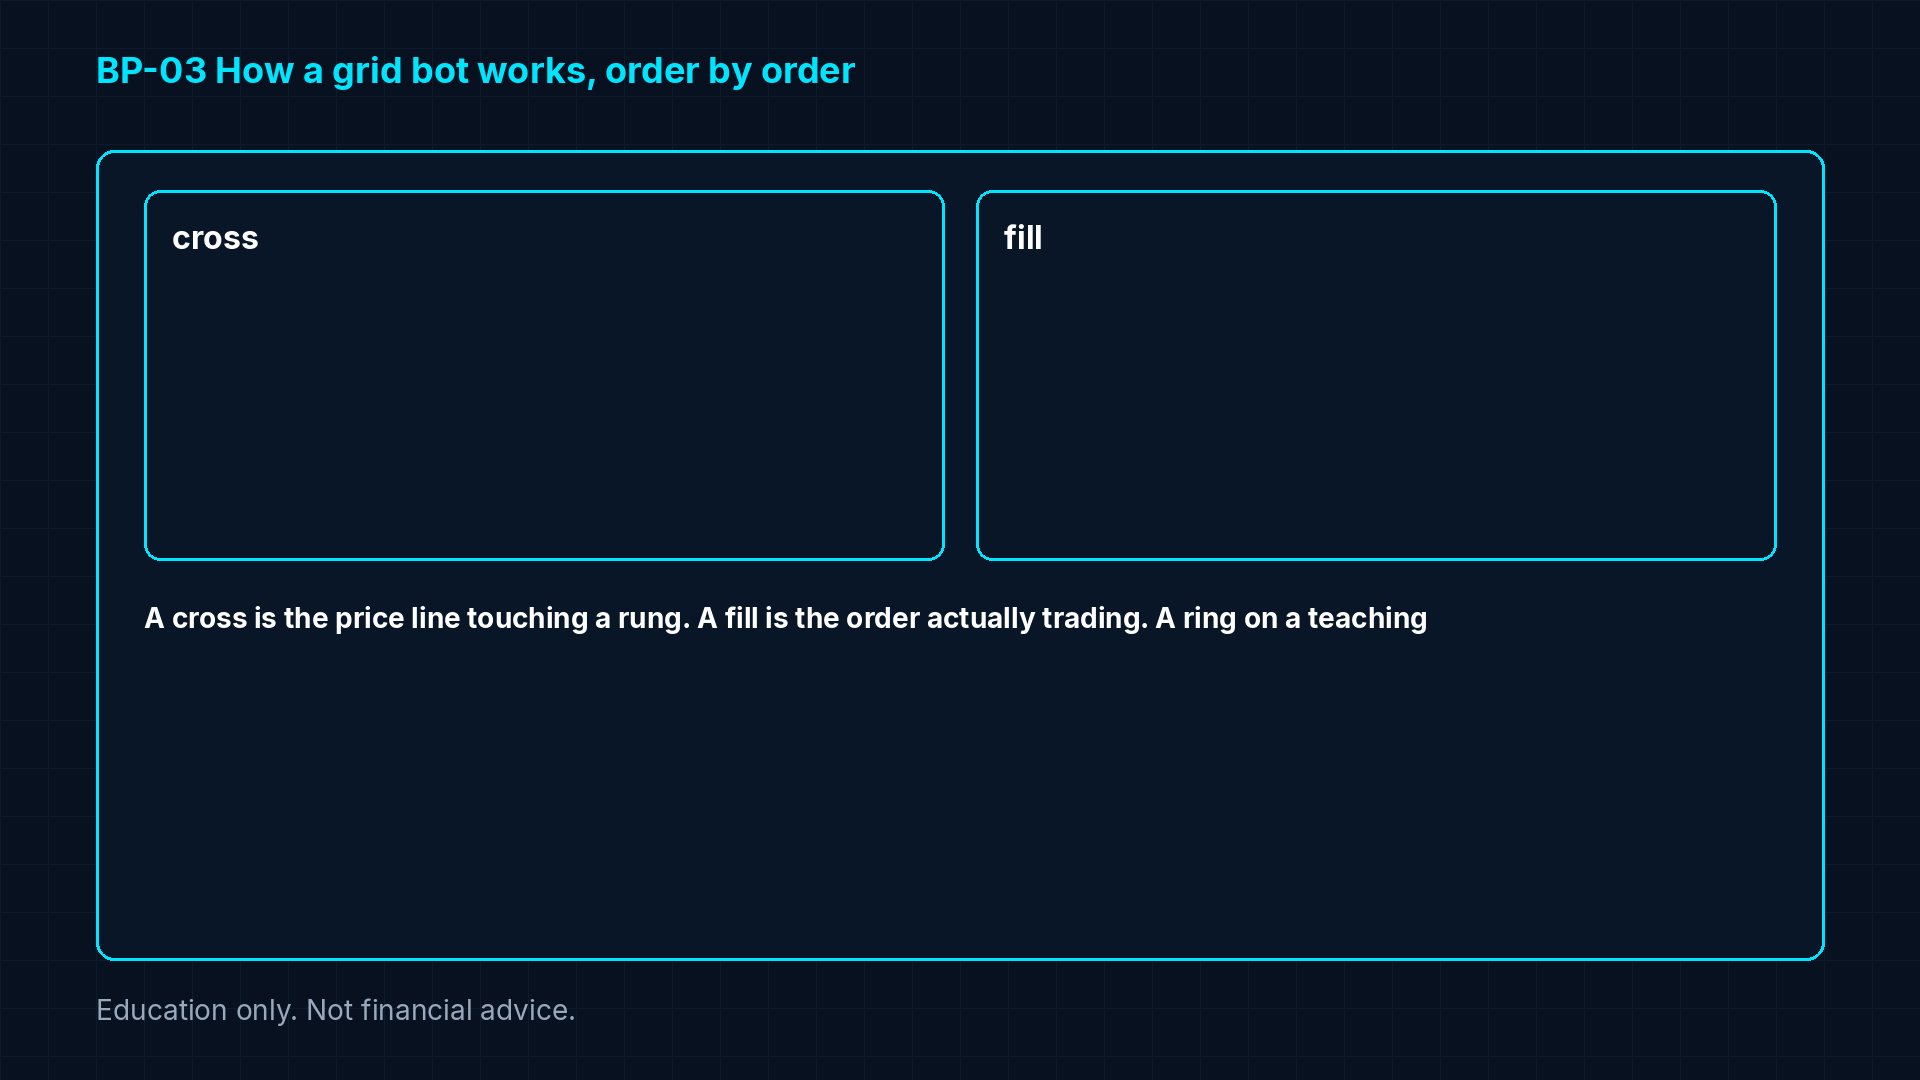 BP-03 How a grid bot works, order by order
cross
fill
A cross is the price line touching a rung. A fill is the order actually trading. A ring on a teaching
Education only. Not financial advice.